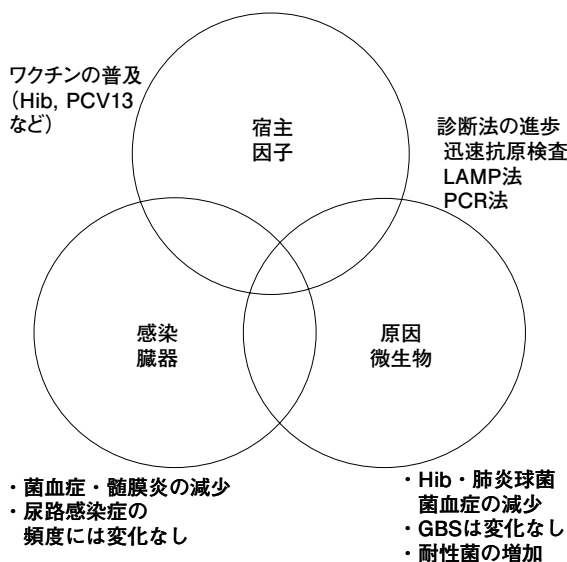 ワクチンの普及
(Hib, PCV13
など)
宿主
因子
診断法の進歩
迅速抗原検査
LAMP法
PCR法
感染
臓器
原因
微生物
・菌血症・髄膜炎の減少
・尿路感染症の
頻度には変化なし
・Hib・肺炎球菌
菌血症の減少
・GBSは変化なし
・耐性菌の増加